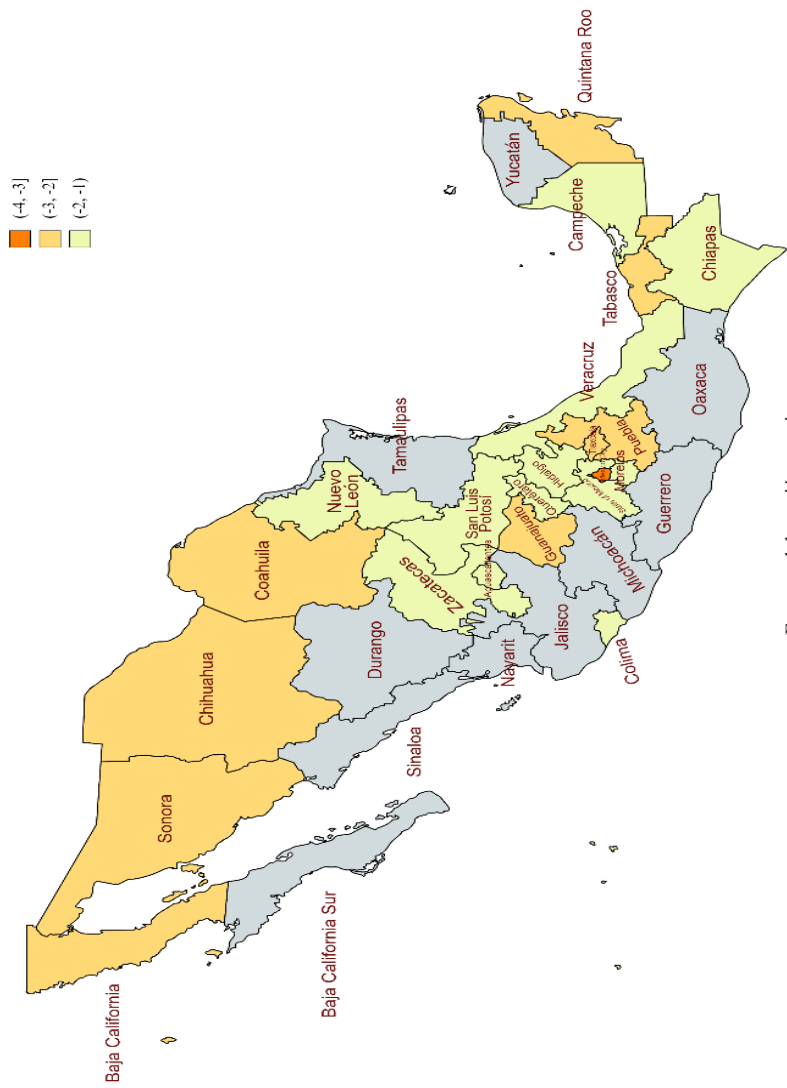 (-4, -3]
(-3, -2]
(-2, -1)
Baja California
Sonora
Chihuahua
Coahuila
Nuevo
León
Baja California Sur
Sinaloa
Durango
Zacatecas
Tamaulipas
San Luis
Potosí
Aguascalientes
Nayarit
Jalisco
Colima
Guanajuato
Querétaro
Hidalgo
Michoacán
Morelos
Tlaxcala
Puebla
Veracruz
Guerrero
Oaxaca
Tabasco
Chiapas
Campeche
Yucatán
Quintana Roo